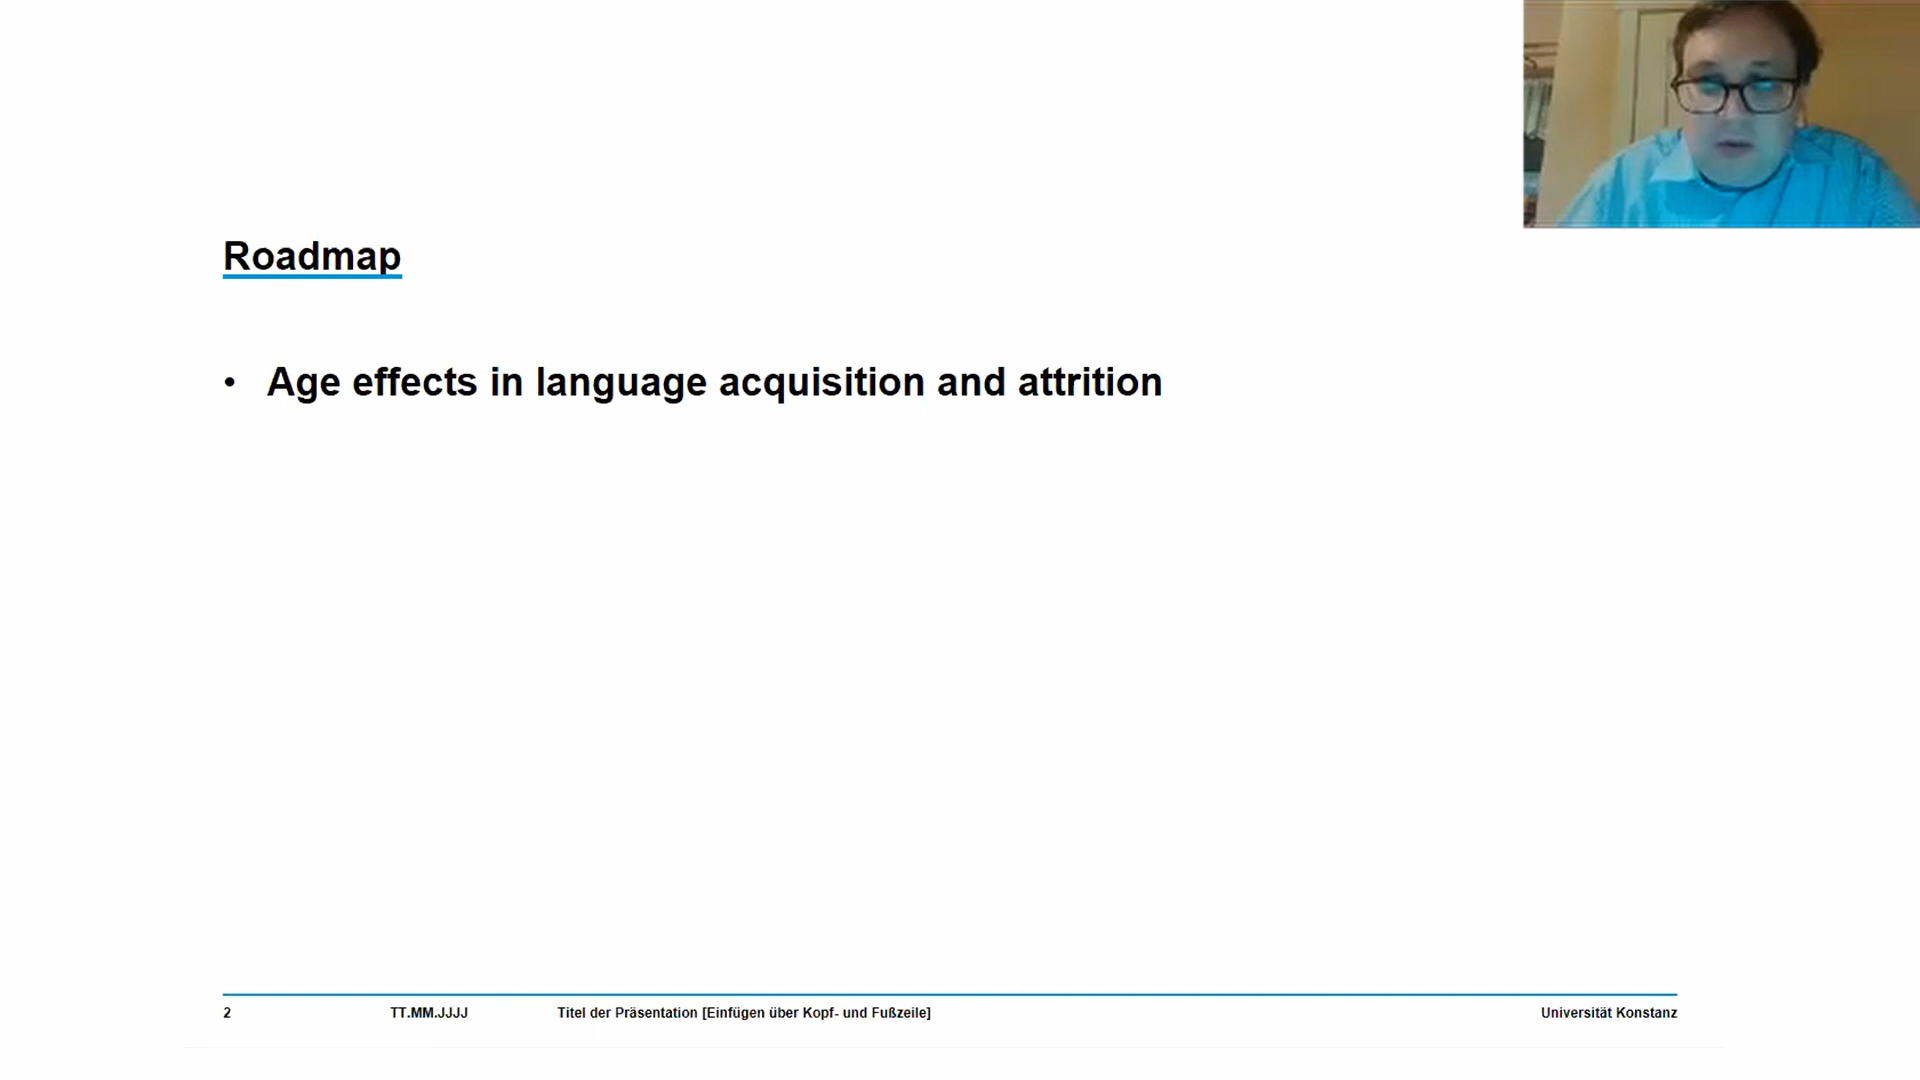 Roadmap
• Age effects in language acquisition and attrition
2 TT.MM.JJJJ Titel der Präsentation [Einfügen über Kopf- und Fußzeile] Universität Konstanz